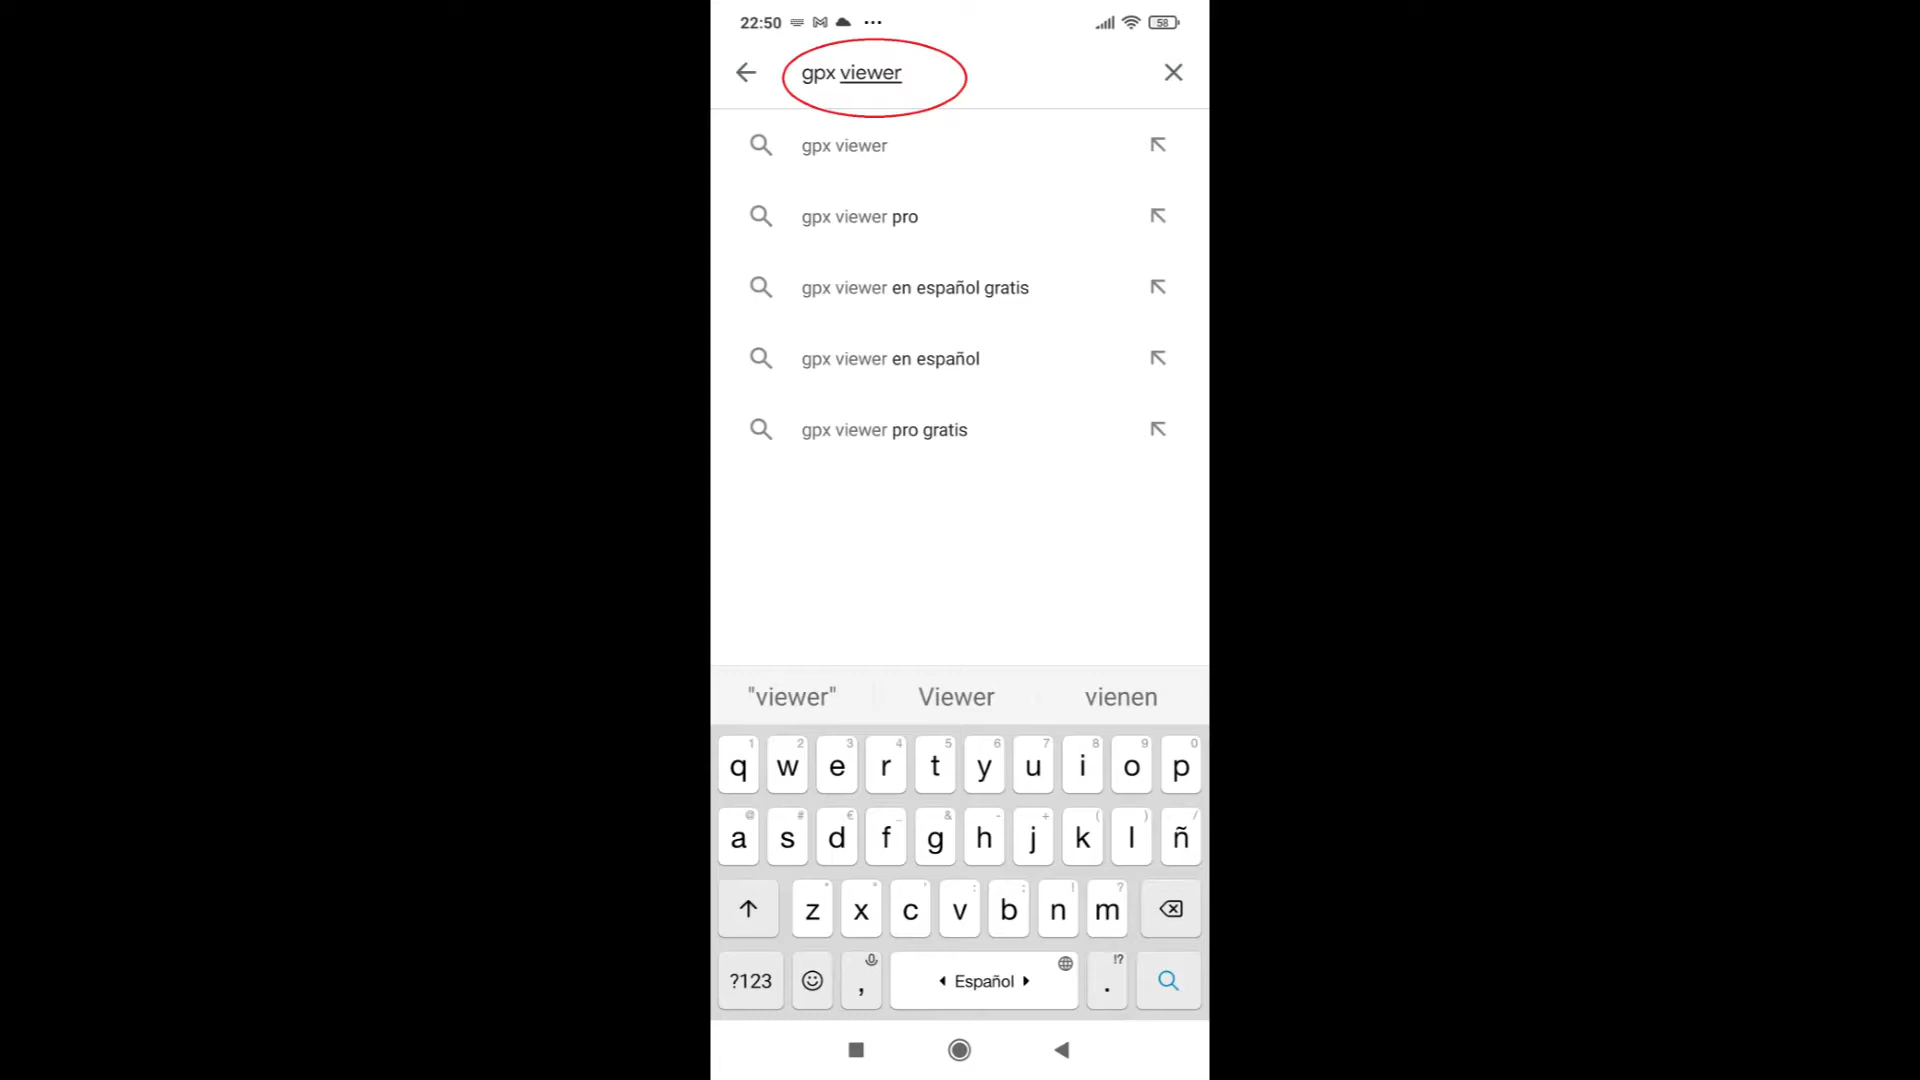 22:50 58
gpx viewer
gpx viewer
gpx viewer pro
gpx viewer en español gratis
gpx viewer en español
gpx viewer pro gratis
"viewer" Viewer vienen
1 2 3 4 5 6 7 8 9 0
q w e r t y u i o p
@ # € _ & - + ( ) /
a s d f g h j k l ñ
* " ' : ; ! ?
z x c v b n m
!?
?123 , Español .